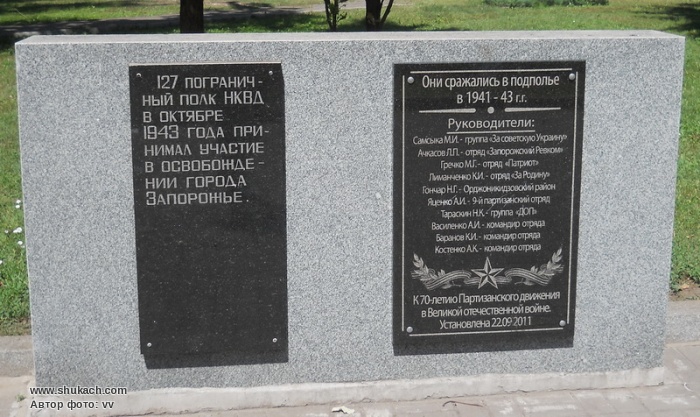 127 ПОГРАНИЧ-
НЫЙ ПОЛК НКВД
В ОКТЯБРЕ
1943 ГОДА ПРИ-
НИМАЛ УЧАСТИЕ
В ОСВОБОЖДЕ-
НИИ ГОРОДА
ЗАПОРОЖЬЕ.
Они сражались в подполье
в 1941 - 43 г.г.
Руководители:
Самсыка М.И. - группа «За советскую Украину»
Ачкасов Л.П. - отряд «Запорожский Ревком»
Гречко М.Г. - отряд «Патриот»
Лиманченко К.И. - отряд «За Родину»
Гончар Н.Г. - Орджоникидзовский район
Яценко А.И. - 9-й партизанский отряд
Тараскин Н.К. - группа «ДОП»
Василенко А.И. - командир отряда
Баранов К.И. - командир отряда
Костенко А.К. - командир отряда
К 70-летию Партизанского движения
в Великой отечественной войне.
Установлена 22.09.2011
www.shukach.com
Автор фото: vv